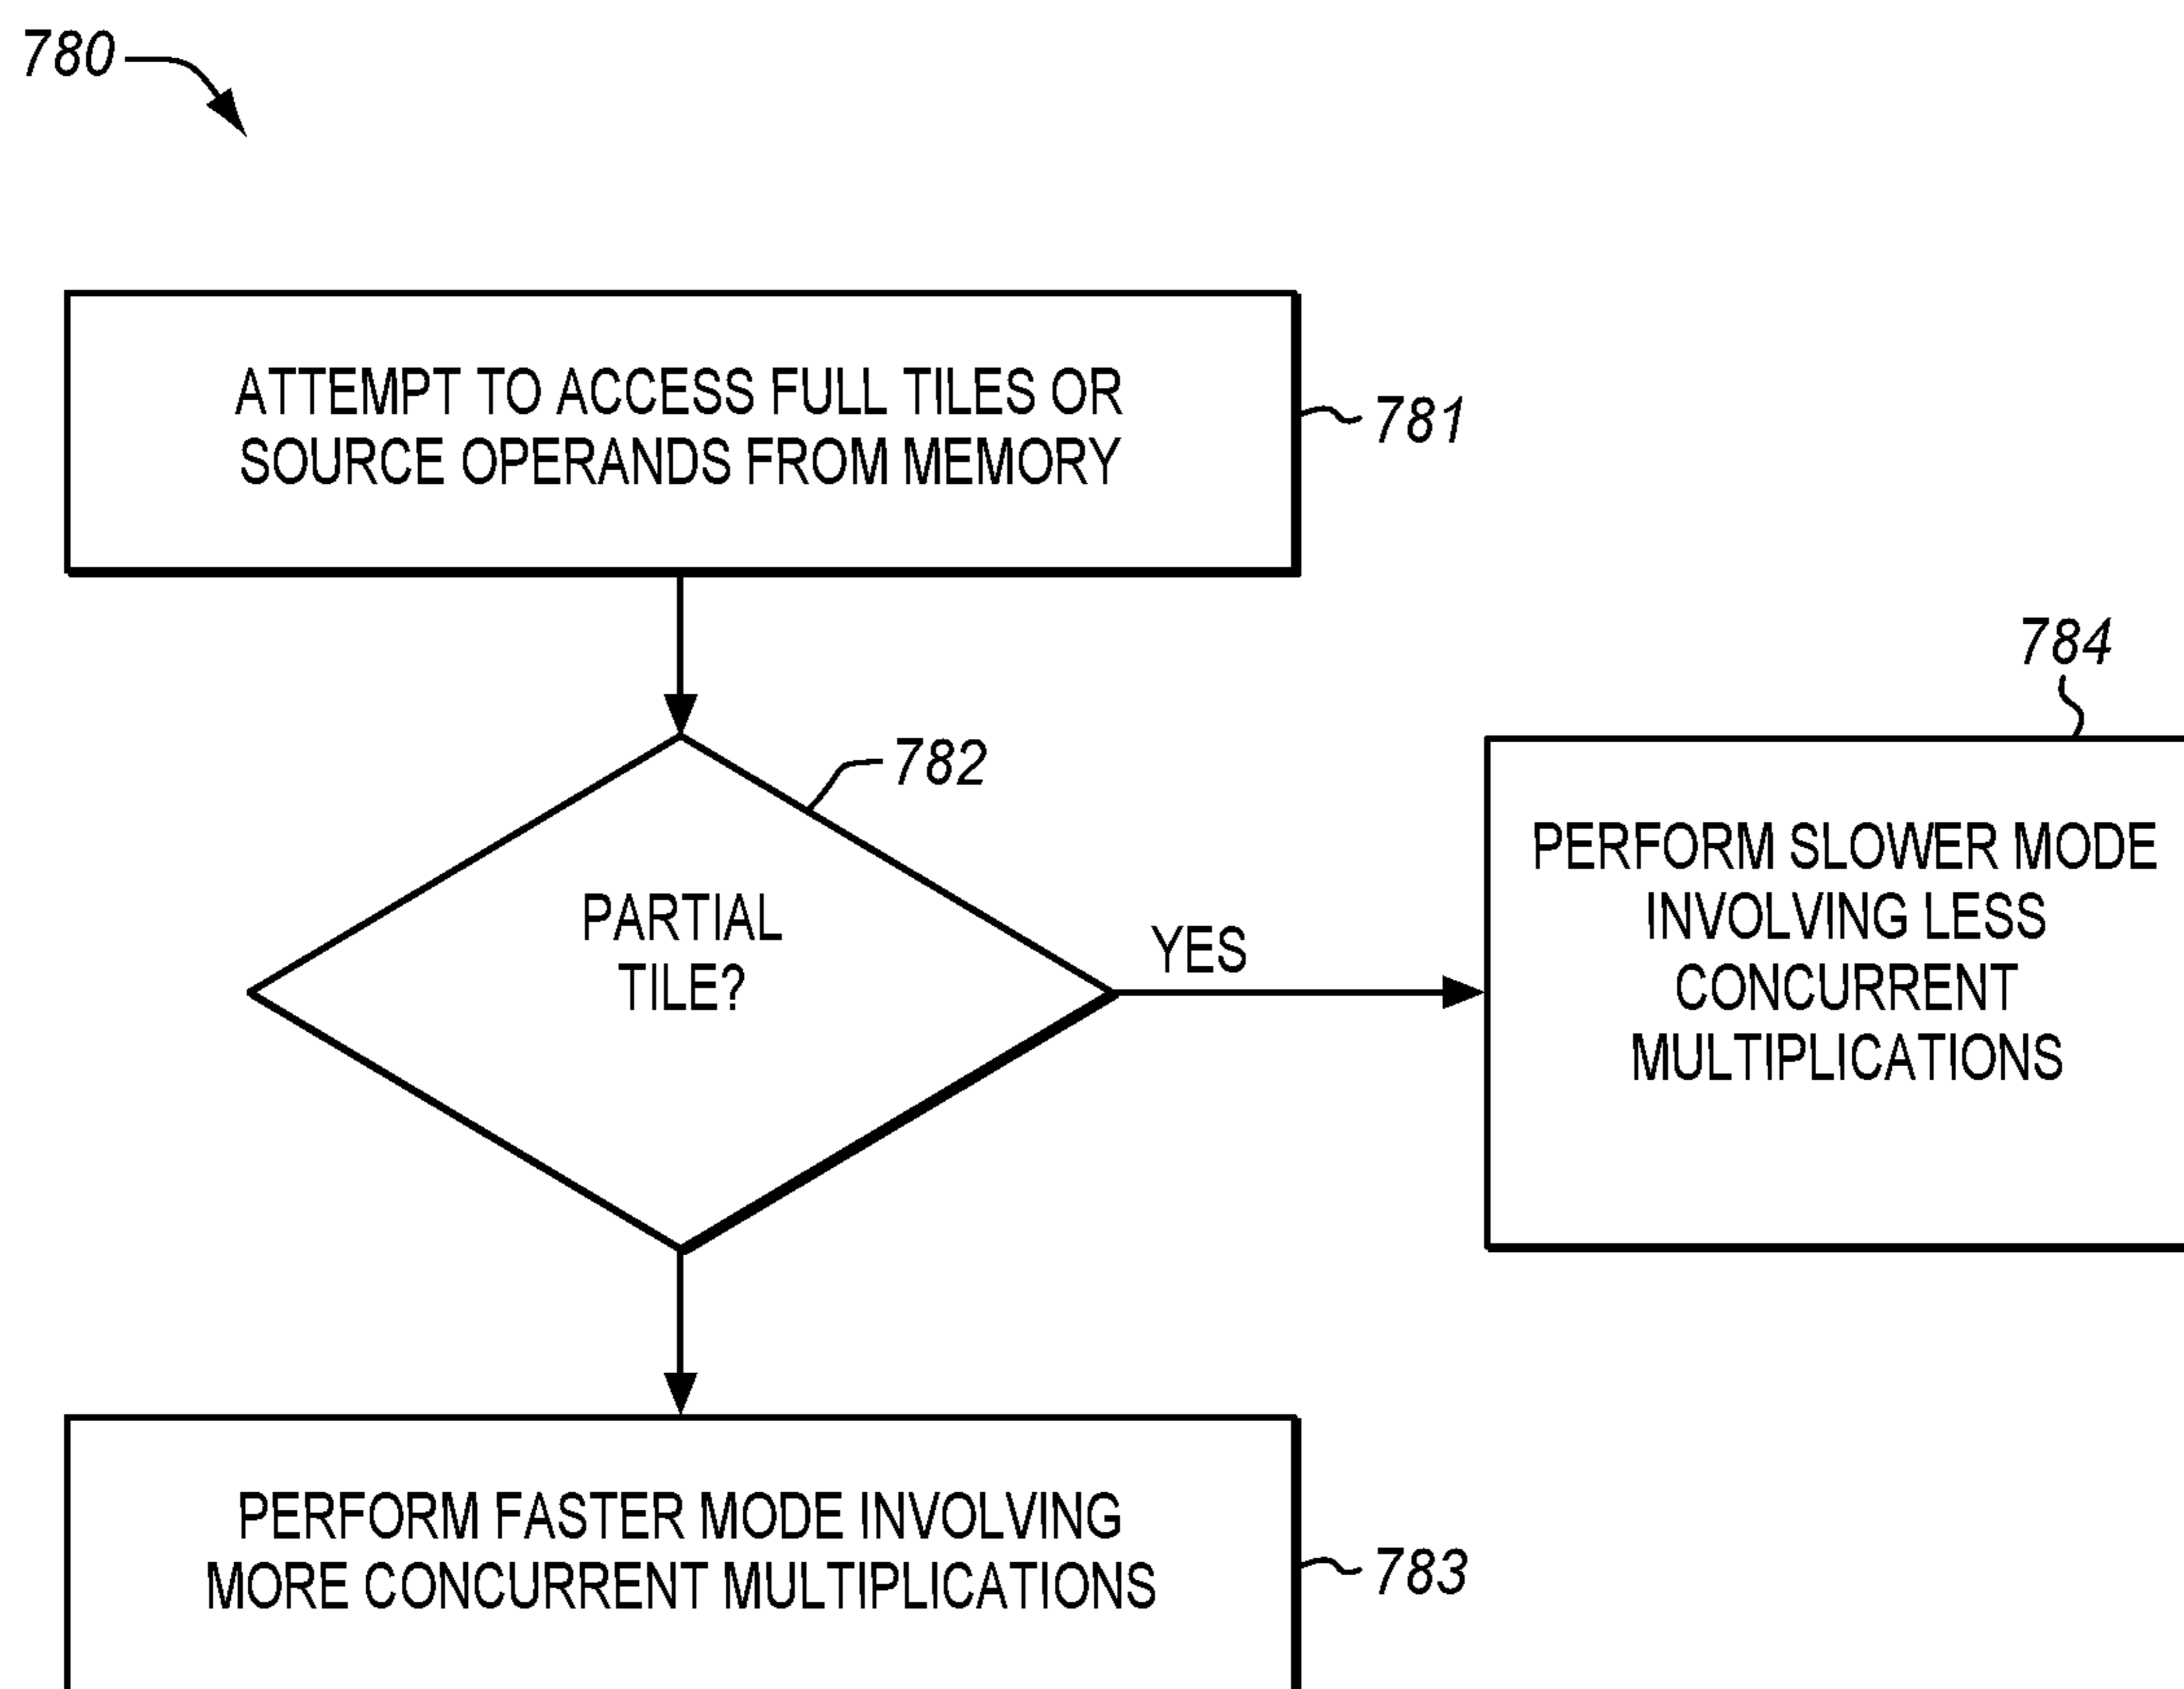 780
ATTEMPT TO ACCESS FULL TILES OR
SOURCE OPERANDS FROM MEMORY
781
782
PARTIAL
TILE?
YES
784
PERFORM SLOWER MODE
INVOLVING LESS
CONCURRENT
MULTIPLICATIONS
PERFORM FASTER MODE INVOLVING
MORE CONCURRENT MULTIPLICATIONS
783